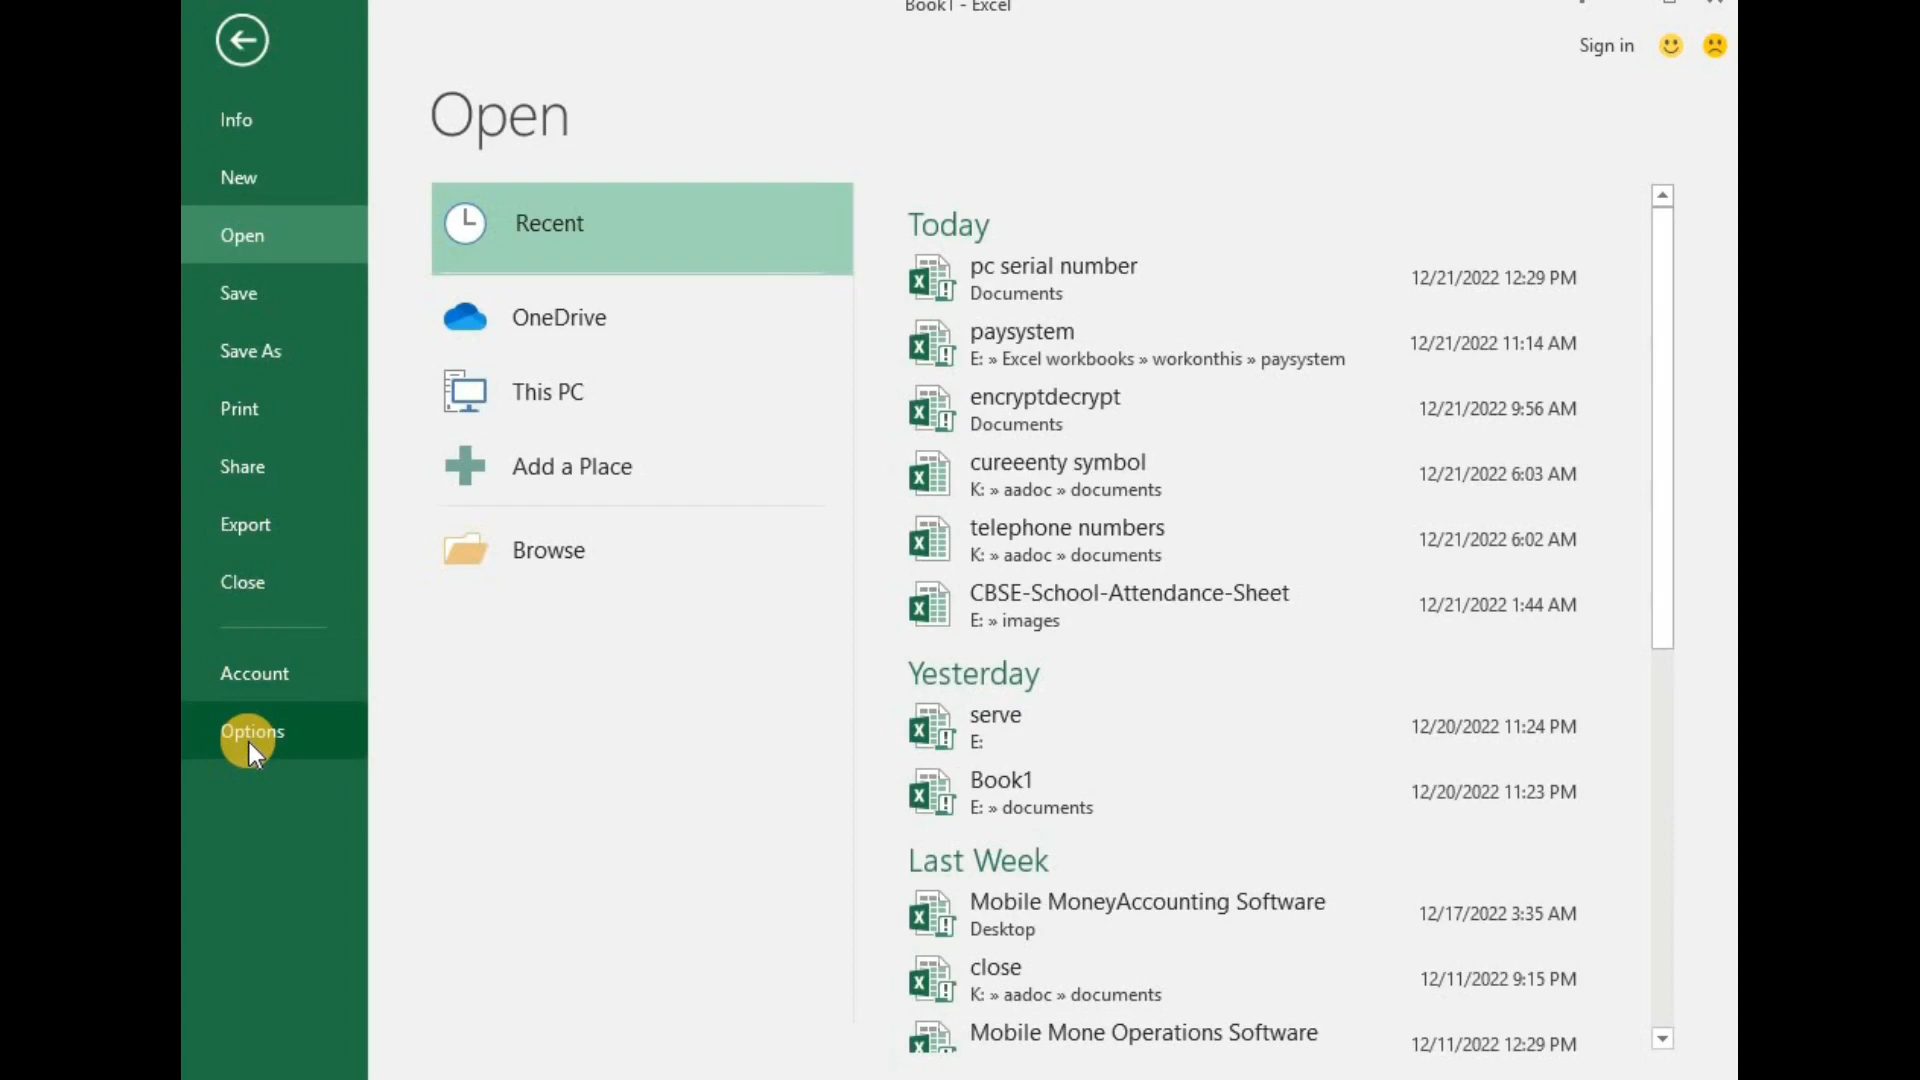 Book1 - Excel
Sign in
Info
New
Open
Save
Save As
Print
Share
Export
Close
Account
Options
Open
Recent
OneDrive
This PC
Add a Place
Browse
Today
pc serial number
Documents
12/21/2022 12:29 PM
paysystem
E: » Excel workbooks » workonthis » paysystem
12/21/2022 11:14 AM
encryptdecrypt
Documents
12/21/2022 9:56 AM
cureeenty symbol
K: » aadoc » documents
12/21/2022 6:03 AM
telephone numbers
K: » aadoc » documents
12/21/2022 6:02 AM
CBSE-School-Attendance-Sheet
E: » images
12/21/2022 1:44 AM
Yesterday
serve
E:
12/20/2022 11:24 PM
Book1
E: » documents
12/20/2022 11:23 PM
Last Week
Mobile MoneyAccounting Software
Desktop
12/17/2022 3:35 AM
close
K: » aadoc » documents
12/11/2022 9:15 PM
Mobile Mone Operations Software
12/11/2022 12:29 PM